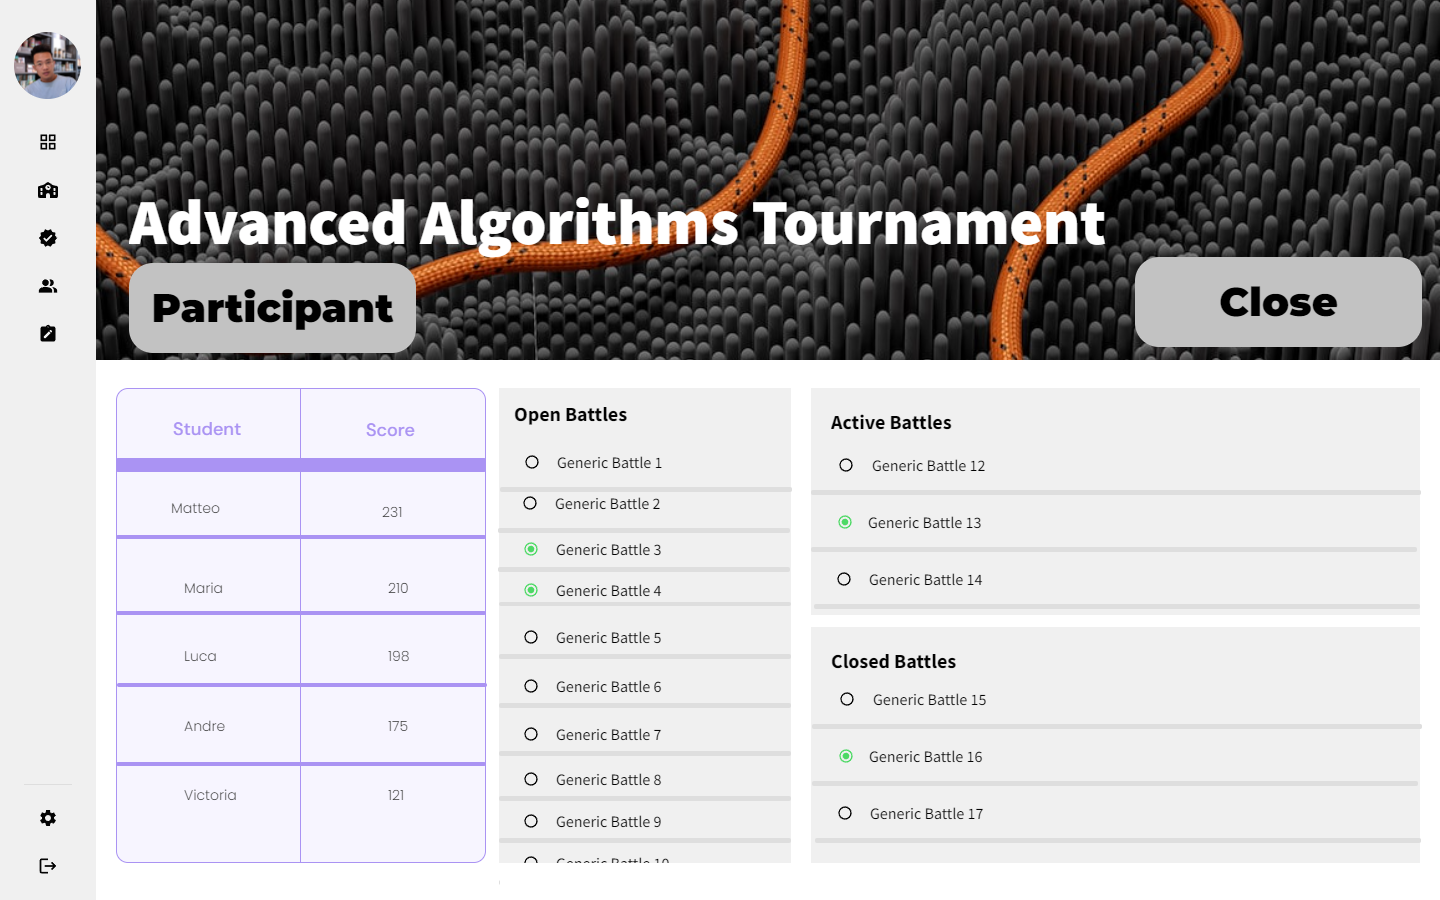 Advanced Algorithms Tournament
Participant
Close
Student Score
Matteo 231
Maria 210
Luca 198
Andre 175
Victoria 121
Open Battles
Generic Battle 1
Generic Battle 2
Generic Battle 3
Generic Battle 4
Generic Battle 5
Generic Battle 6
Generic Battle 7
Generic Battle 8
Generic Battle 9
Generic Battle 10
Active Battles
Generic Battle 12
Generic Battle 13
Generic Battle 14
Closed Battles
Generic Battle 15
Generic Battle 16
Generic Battle 17